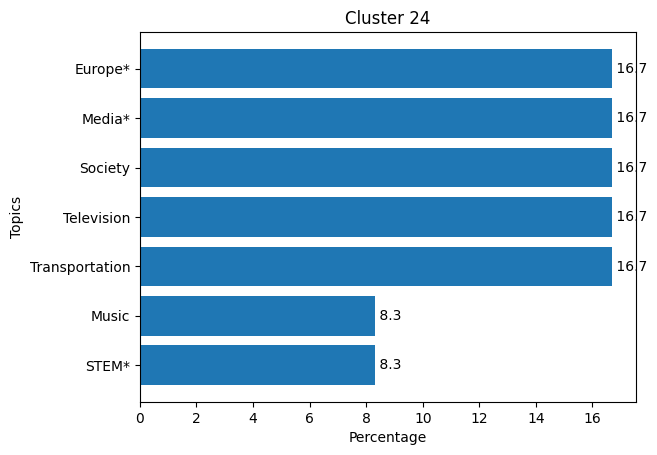 Cluster 24
Europe* 16.7
Media* 16.7
Society 16.7
Television 16.7
Transportation 16.7
Music 8.3
STEM* 8.3
0 2 4 6 8 10 12 14 16
Percentage
Topics